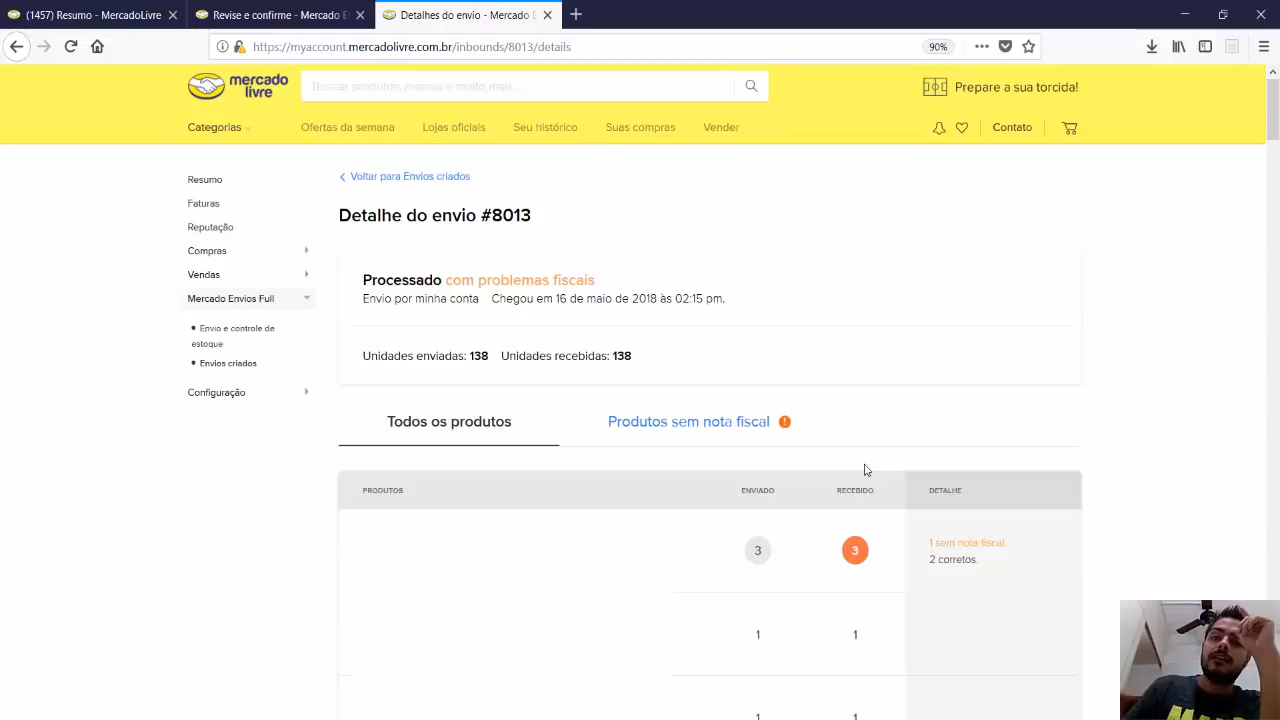 (1457) Resumo - MercadoLivre
Revise e confirme - Mercado E
Detalhes do envio - Mercado E
https://myaccount.mercadolivre.com.br/inbounds/8013/details
90%
mercado
livre
Buscar produtos, marcas e muito mais...
Prepare a sua torcida!
Categorias
Ofertas da semana
Lojas oficiais
Seu histórico
Suas compras
Vender
Contato
Resumo
Faturas
Reputação
Compras
Vendas
Mercado Envios Full
Envio e controle de
estoque
Envios criados
Configuração
Voltar para Envios criados
Detalhe do envio #8013
Processado com problemas fiscais
Envio por minha conta Chegou em 16 de maio de 2018 às 02:15 pm.
Unidades enviadas: 138 Unidades recebidas: 138
Todos os produtos
Produtos sem nota fiscal !
PRODUTOS ENVIADO RECEBIDO DETALHE
3 3 1 sem nota fiscal.
2 corretos.
1 1
1 1